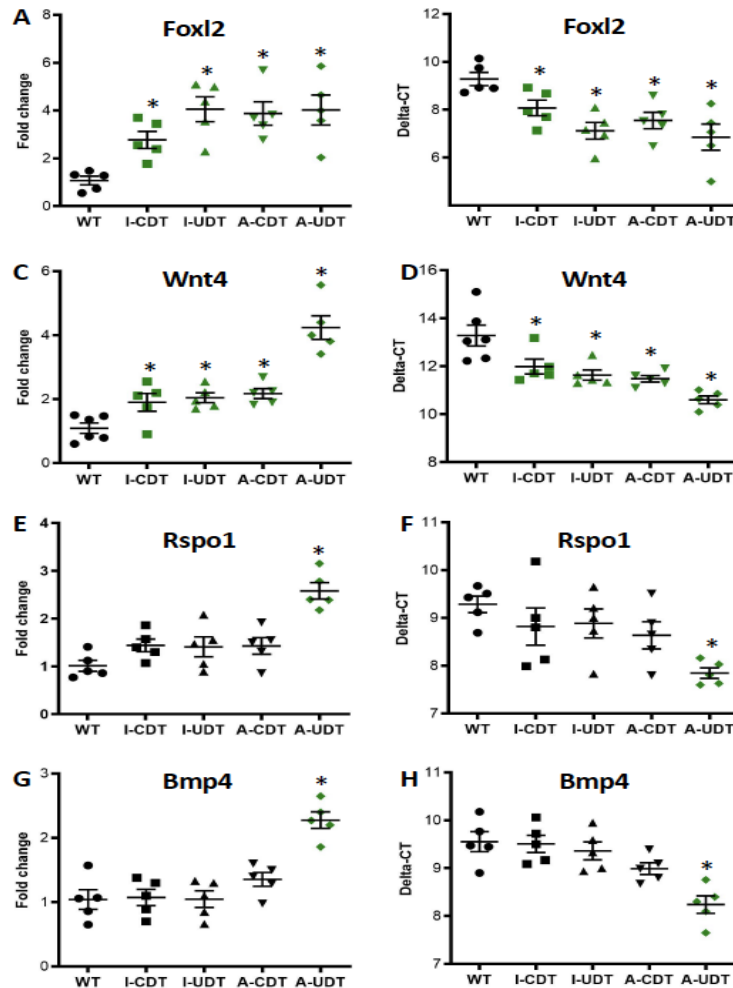 A
Foxl2
Fold change
6
4
2
0
*
*
*
*
WT
I-CDT
I-UDT
A-CDT
A-UDT
Foxl2
Delta-CT
12
10
8
6
*
*
*
*
WT
I-CDT
I-UDT
A-CDT
A-UDT
C
Wnt4
Fold change
6
4
2
0
*
*
*
*
WT
I-CDT
I-UDT
A-CDT
A-UDT
D
Wnt4
Delta-CT
16
14
12
10
8
*
*
*
*
WT
I-CDT
I-UDT
A-CDT
A-UDT
E
Rspo1
Fold change
4
3
2
1
0
*
WT
I-CDT
I-UDT
A-CDT
A-UDT
F
Rspo1
Delta-CT
11
10
9
8
7
*
WT
I-CDT
I-UDT
A-CDT
A-UDT
G
Bmp4
Fold change
3
2
1
0
*
WT
I-CDT
I-UDT
A-CDT
A-UDT
H
Bmp4
Delta-CT
11
10
9
8
7
*
WT
I-CDT
I-UDT
A-CDT
A-UDT